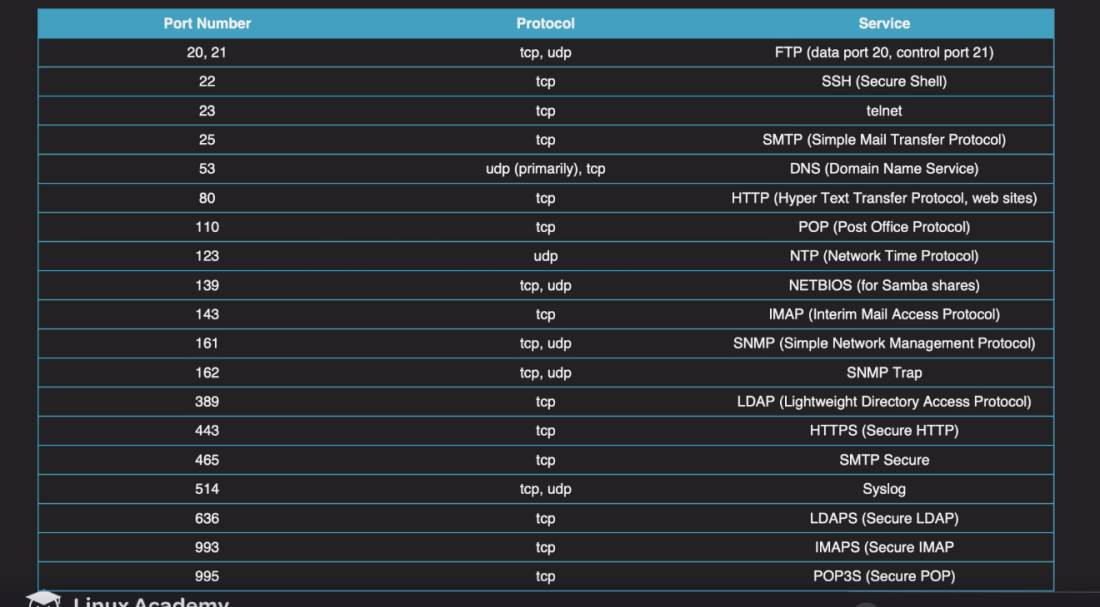 Port Number Protocol Service
20, 21 tcp, udp FTP (data port 20, control port 21)
22 tcp SSH (Secure Shell)
23 tcp telnet
25 tcp SMTP (Simple Mail Transfer Protocol)
53 udp (primarily), tcp DNS (Domain Name Service)
80 tcp HTTP (Hyper Text Transfer Protocol, web sites)
110 tcp POP (Post Office Protocol)
123 udp NTP (Network Time Protocol)
139 tcp, udp NETBIOS (for Samba shares)
143 tcp IMAP (Interim Mail Access Protocol)
161 tcp, udp SNMP (Simple Network Management Protocol)
162 tcp, udp SNMP Trap
389 tcp LDAP (Lightweight Directory Access Protocol)
443 tcp HTTPS (Secure HTTP)
465 tcp SMTP Secure
514 tcp, udp Syslog
636 tcp LDAPS (Secure LDAP)
993 tcp IMAPS (Secure IMAP
995 tcp POP3S (Secure POP)
Linux Academy